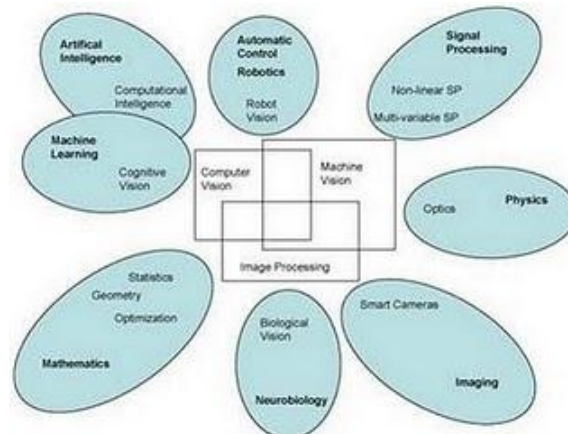 Artifical
Intelligence
Computational
Intelligence
Automatic
Control
Robotics
Robot
Vision
Signal
Processing
Non-linear SP
Multi-variable SP
Machine
Learning
Cognitive
Vision
Computer
Vision
Machine
Vision
Image Processing
Optics
Physics
Statistics
Geometry
Optimization
Mathematics
Biological
Vision
Neurobiology
Smart Cameras
Imaging